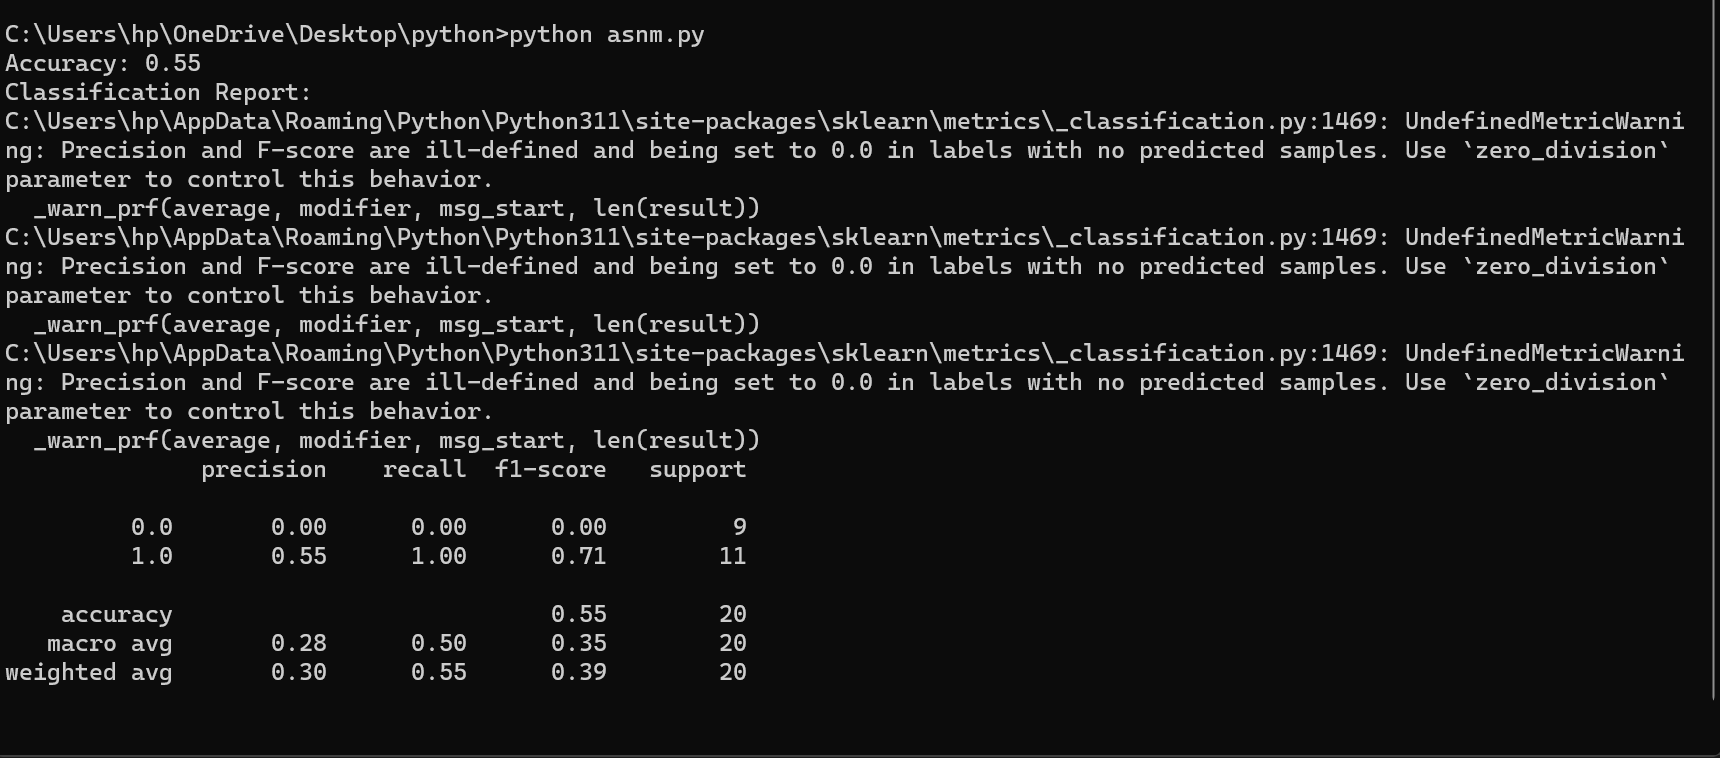 C:\Users\hp\OneDrive\Desktop\python>python asnm.py
Accuracy: 0.55
Classification Report:
C:\Users\hp\AppData\Roaming\Python\Python311\site-packages\sklearn\metrics\_classification.py:1469: UndefinedMetricWarni
ng: Precision and F-score are ill-defined and being set to 0.0 in labels with no predicted samples. Use `zero_division`
parameter to control this behavior.
  _warn_prf(average, modifier, msg_start, len(result))
C:\Users\hp\AppData\Roaming\Python\Python311\site-packages\sklearn\metrics\_classification.py:1469: UndefinedMetricWarni
ng: Precision and F-score are ill-defined and being set to 0.0 in labels with no predicted samples. Use `zero_division`
parameter to control this behavior.
  _warn_prf(average, modifier, msg_start, len(result))
C:\Users\hp\AppData\Roaming\Python\Python311\site-packages\sklearn\metrics\_classification.py:1469: UndefinedMetricWarni
ng: Precision and F-score are ill-defined and being set to 0.0 in labels with no predicted samples. Use `zero_division`
parameter to control this behavior.
  _warn_prf(average, modifier, msg_start, len(result))
              precision    recall  f1-score   support

         0.0       0.00      0.00      0.00         9
         1.0       0.55      1.00      0.71        11

    accuracy                           0.55        20
   macro avg       0.28      0.50      0.35        20
weighted avg       0.30      0.55      0.39        20